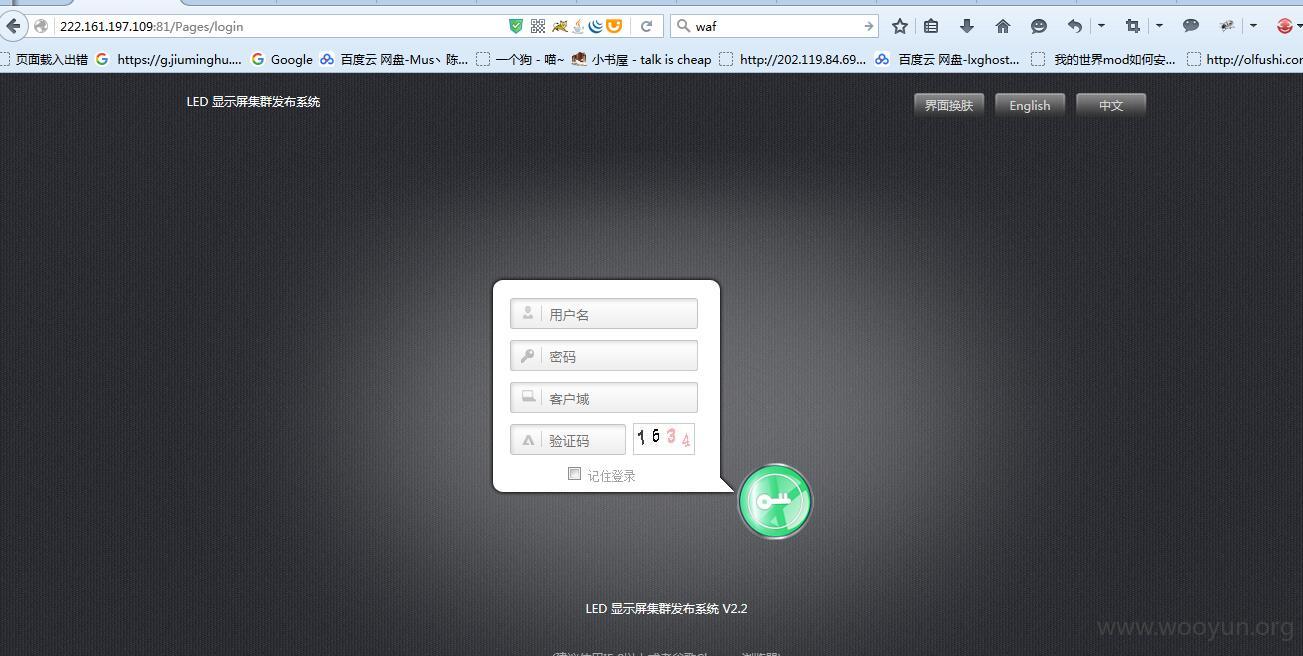 222.161.197.109:81/Pages/login waf
页面载入出错 https://g.jiuminghu.... Google 百度云 网盘-Mus丶陈... 一个狗 - 喵~ 小书屋 - talk is cheap http://202.119.84.69... 百度云 网盘-lxghost... 我的世界mod如何安... http://olfushi.cor
LED 显示屏集群发布系统 界面换肤 English 中文
用户名
密码
客户域
验证码 1634
记住登录
LED 显示屏集群发布系统 V2.2
www.wooyun.org